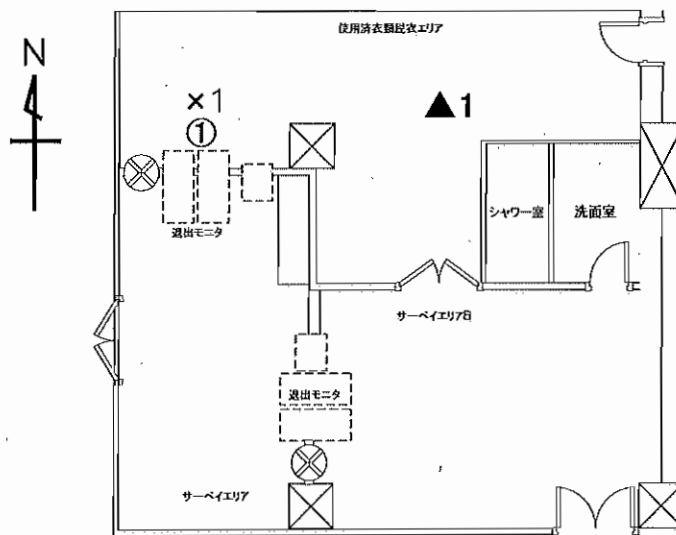 使用済衣類脱衣エリア
N
×1
▲1
①
シャワー室
洗面室
退出モニタ
サーベイエリアB
退出モニタ
サーベイエリア